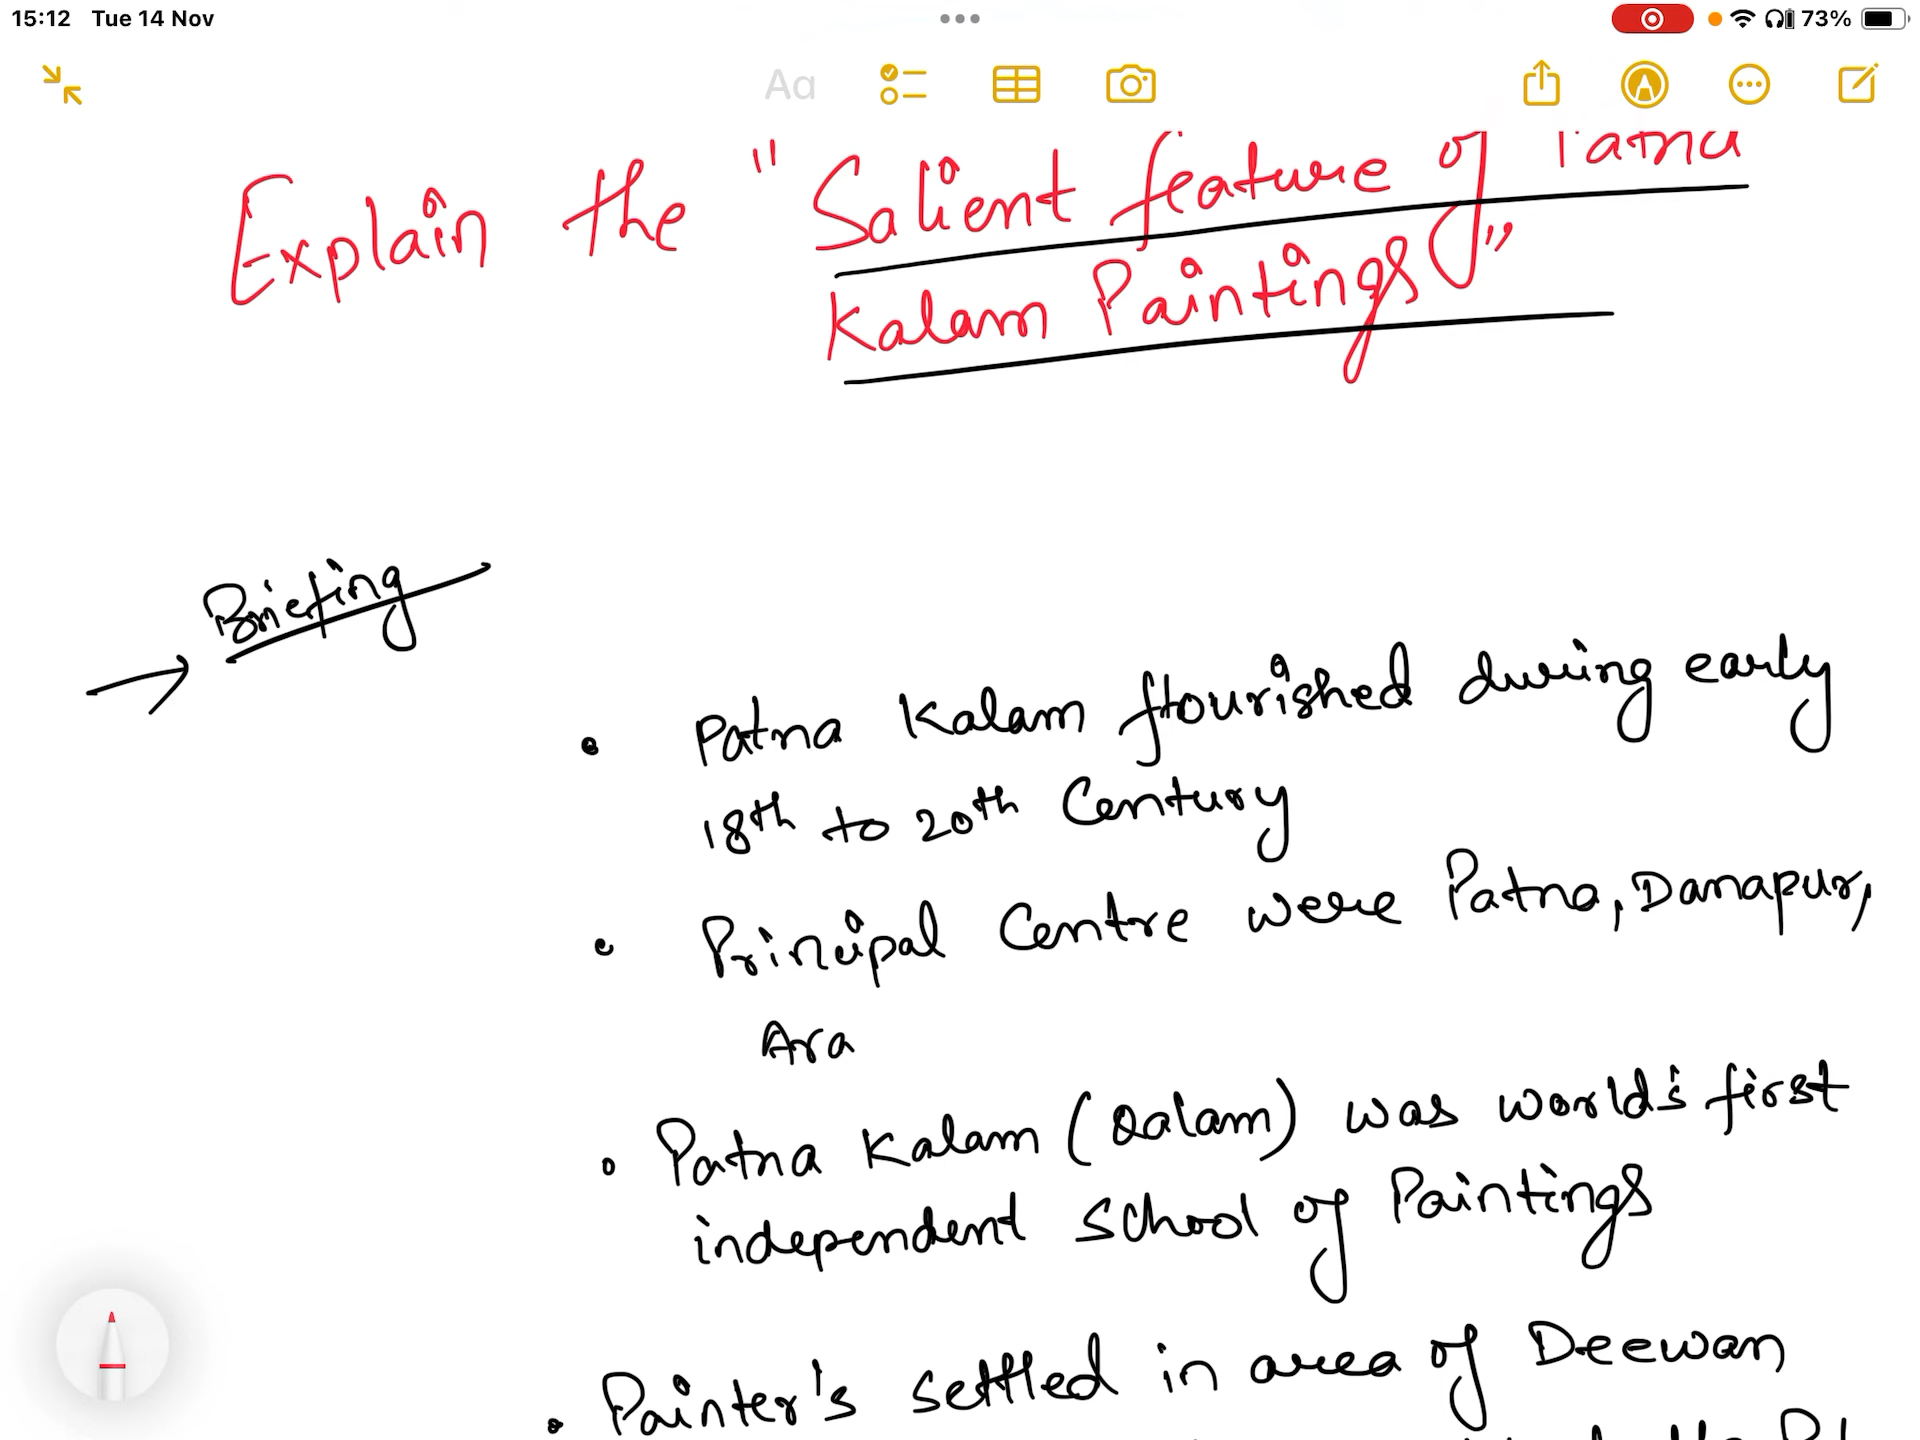 15:12 Tue 14 Nov
73%
Aa
Explain the "Salient feature of Patna
Kalam Paintings"
Briefing
Patna Kalam flourished during early
18th to 20th Century
Principal Centre were Patna, Danapur,
Ara
Patna Kalam (Qalam) was world's first
independent school of Paintings
Painter's settled in area of Deewan